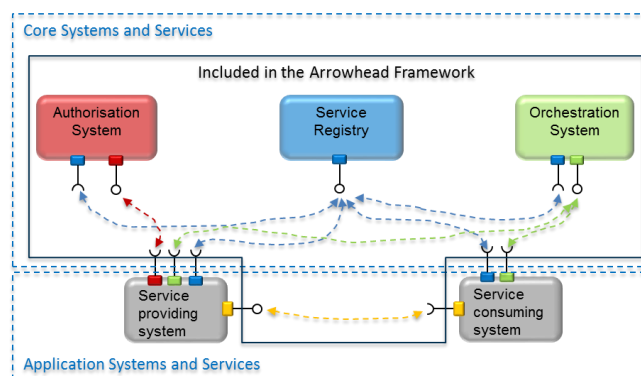 Core Systems and Services
Included in the Arrowhead Framework
Authorisation
System
Service
Registry
Orchestration
System
Service
providing
system
Service
consuming
system
Application Systems and Services